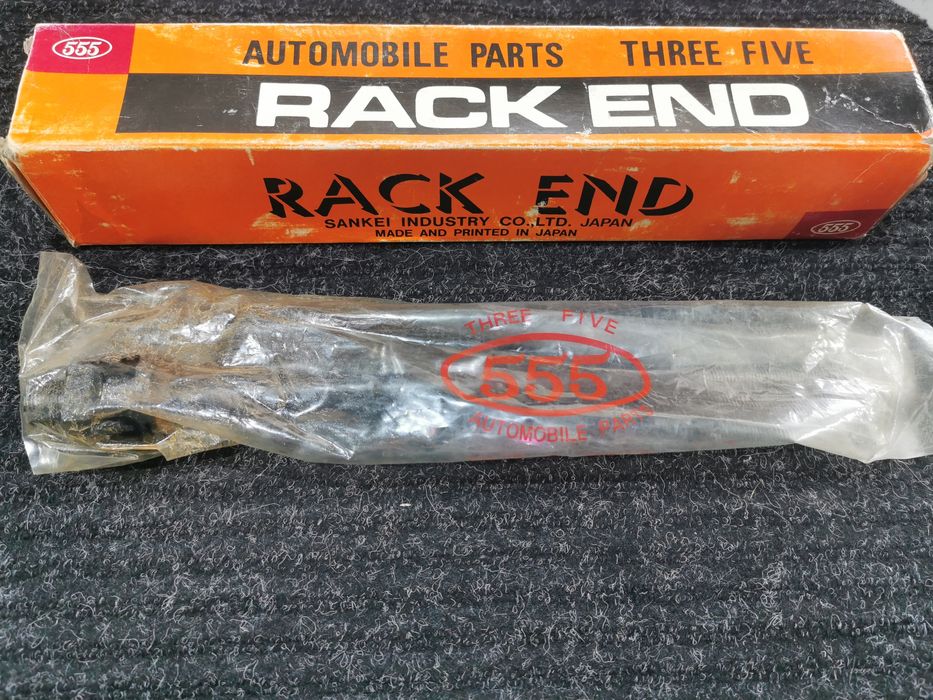 555 AUTOMOBILE PARTS THREE FIVE
RACK END
RACK END
SANKEI INDUSTRY CO.,LTD. JAPAN
MADE AND PRINTED IN JAPAN
555
THREE FIVE
555
AUTOMOBILE PARTS